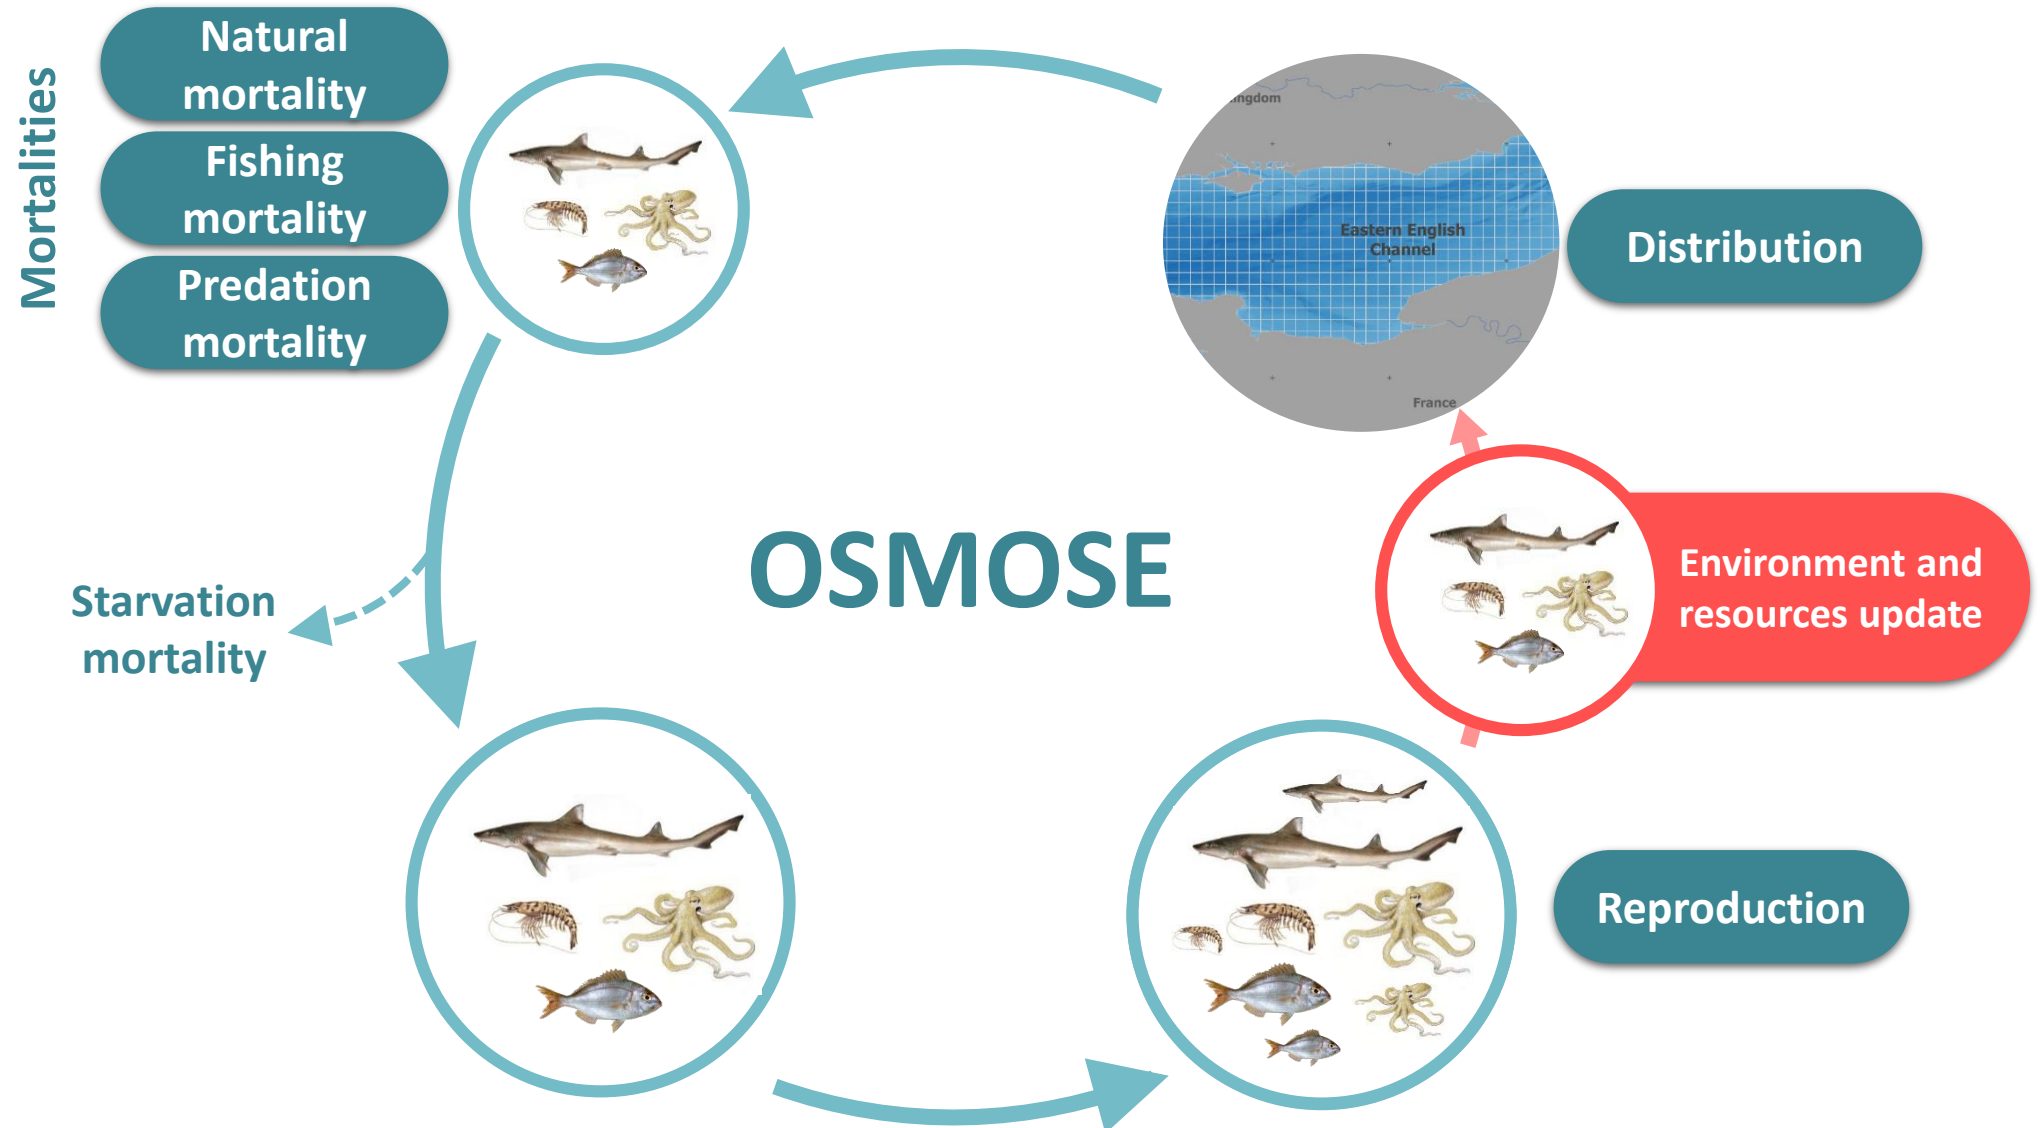 Mortalities
Natural
mortality
Fishing
mortality
Predation
mortality
ingdom
Eastern English
Channel
France
Distribution
Environment and
resources update
OSMOSE
Starvation
mortality
Reproduction